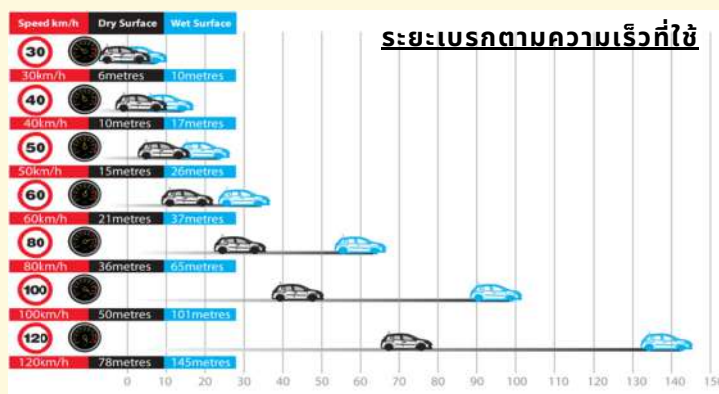 Speed km/h Dry Surface Wet Surface
ระยะเบรกตามความเร็วที่ใช้
30
30km/h 6metres 10metres
40
40km/h 10metres 17metres
50
50km/h 15metres 26metres
60
60km/h 21metres 37metres
80
80km/h 36metres 65metres
100
100km/h 50metres 101metres
120
120km/h 78metres 145metres
0 10 20 30 40 50 60 70 80 90 100 110 120 130 140 150